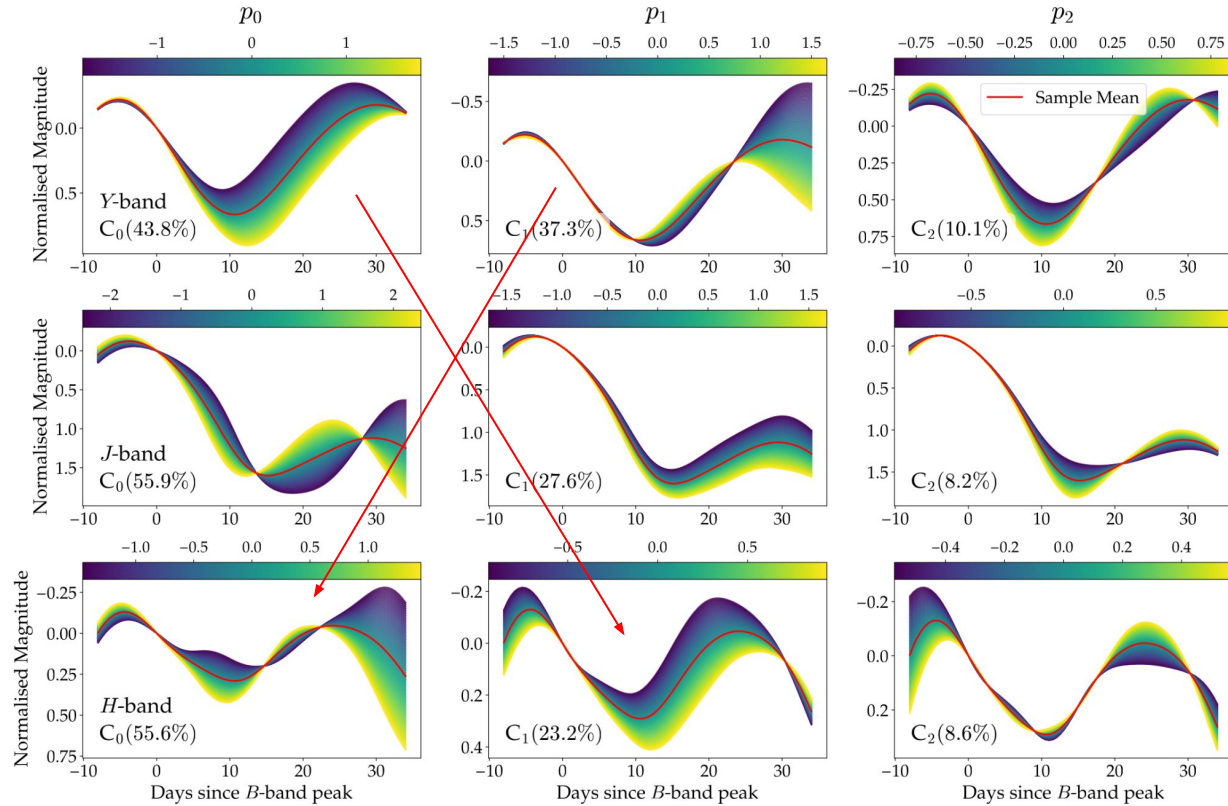 p0 p1 p2
−1 0 1
−1.5 −1.0 −0.5 0.0 0.5 1.0 1.5
−0.75 −0.50 −0.25 0.00 0.25 0.50 0.75
Normalised Magnitude
0.0
0.5
Y-band
C0(43.8%)
−10 0 10 20 30
−0.5
0.0
0.5
C1(37.3%)
−10 0 10 20 30
−0.25
0.00
0.25
0.50
0.75
Sample Mean
C2(10.1%)
−10 0 10 20 30
−2 −1 0 1 2
−1.5 −1.0 −0.5 0.0 0.5 1.0 1.5
−0.5 0.0 0.5
Normalised Magnitude
0.0
0.5
1.0
1.5
J-band
C0(55.9%)
−10 0 10 20 30
0.0
0.5
1.0
1.5
C1(27.6%)
−10 0 10 20 30
0.0
0.5
1.0
1.5
C2(8.2%)
−10 0 10 20 30
−1.0 −0.5 0.0 0.5 1.0
−0.5 0.0 0.5
−0.4 −0.2 0.0 0.2 0.4
Normalised Magnitude
−0.25
0.00
0.25
0.50
0.75
H-band
C0(55.6%)
−10 0 10 20 30
Days since B-band peak
−0.2
0.0
0.2
0.4
C1(23.2%)
−10 0 10 20 30
Days since B-band peak
−0.2
0.0
0.2
C2(8.6%)
−10 0 10 20 30
Days since B-band peak